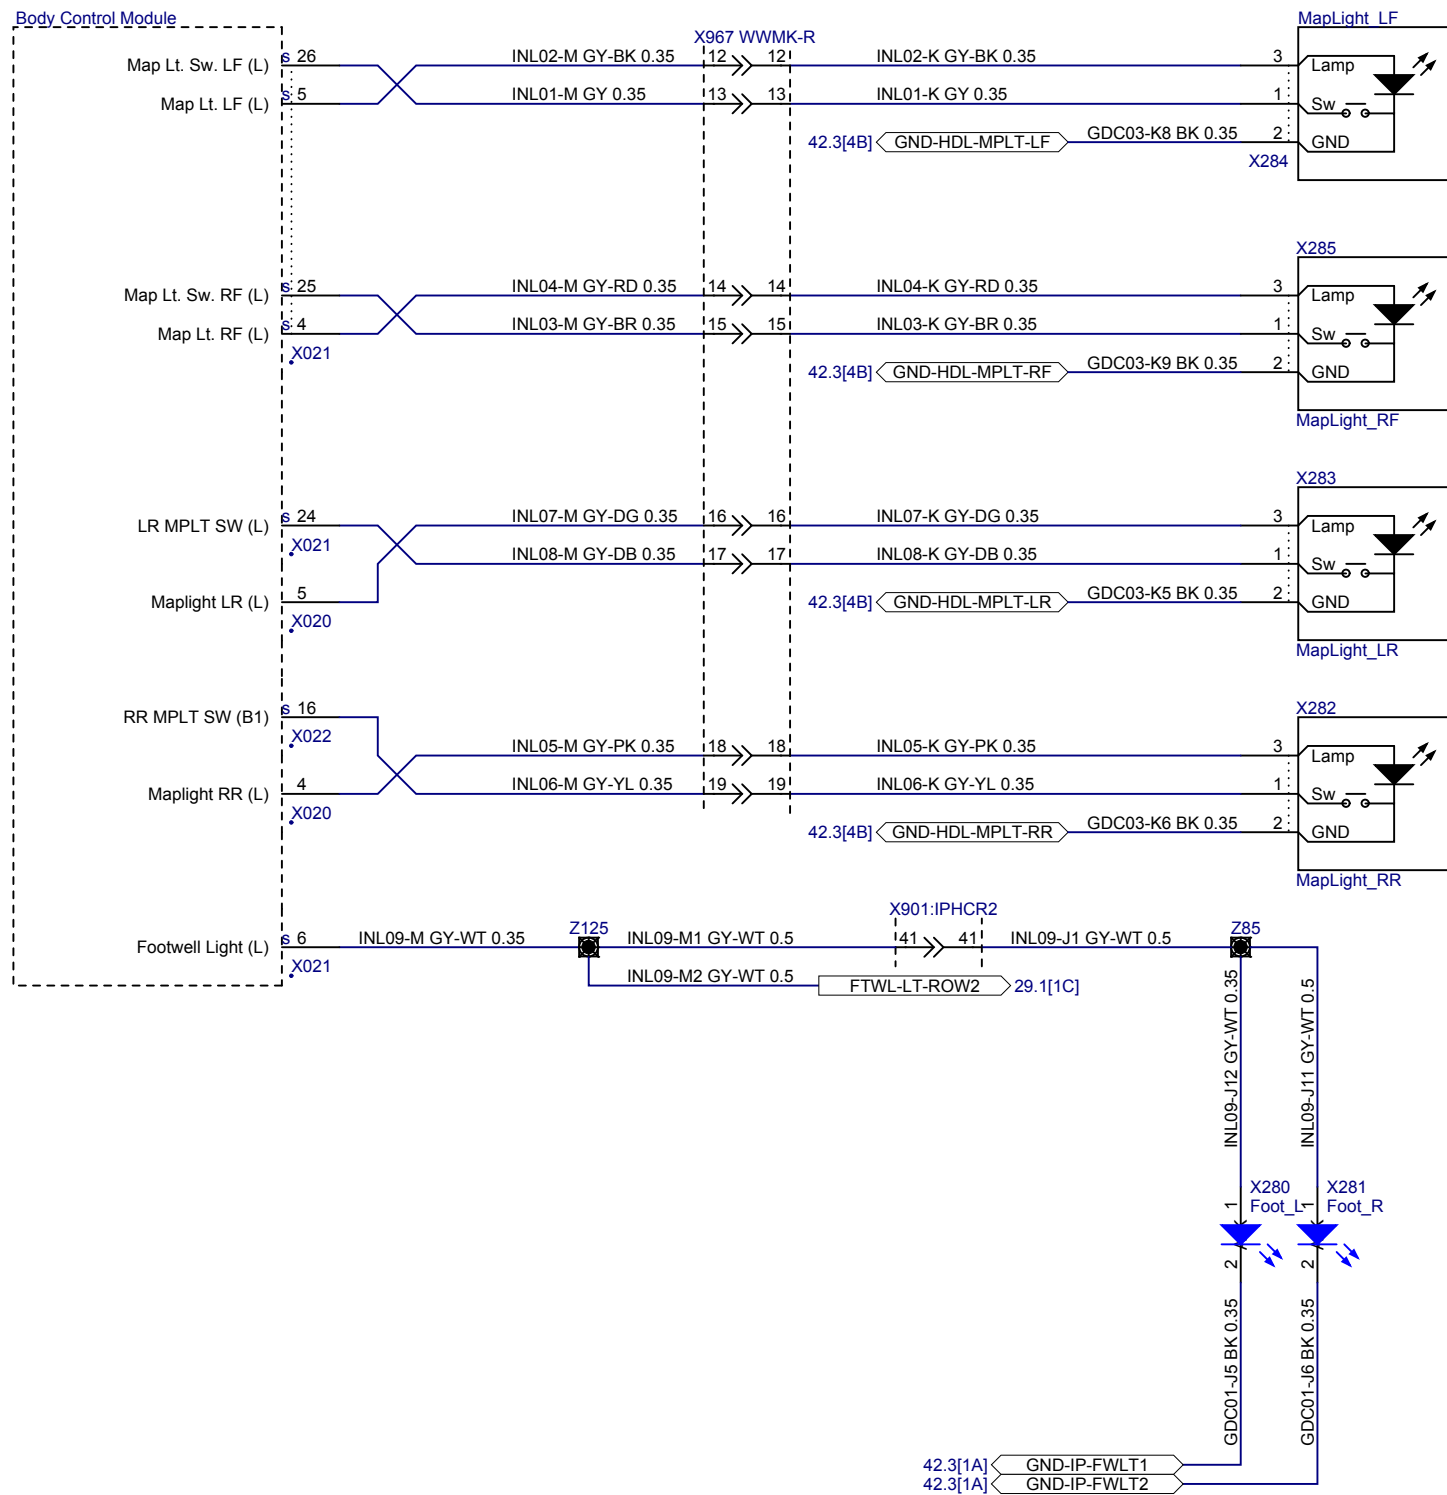 Body Control Module
MapLight_LF
X967 WWMK-R
Map Lt. Sw. LF (L) s 26 INL02-M GY-BK 0.35 12 12 INL02-K GY-BK 0.35 3 Lamp
Map Lt. LF (L) s 5 INL01-M GY 0.35 13 13 INL01-K GY 0.35 1 Sw
42.3[4B] GND-HDL-MPLT-LF GDC03-K8 BK 0.35 2 GND
X284
X285
Map Lt. Sw. RF (L) s 25 INL04-M GY-RD 0.35 14 14 INL04-K GY-RD 0.35 3 Lamp
Map Lt. RF (L) s 4 INL03-M GY-BR 0.35 15 15 INL03-K GY-BR 0.35 1 Sw
X021
42.3[4B] GND-HDL-MPLT-RF GDC03-K9 BK 0.35 2 GND
MapLight_RF
X283
LR MPLT SW (L) s 24 INL07-M GY-DG 0.35 16 16 INL07-K GY-DG 0.35 3 Lamp
X021
INL08-M GY-DB 0.35 17 17 INL08-K GY-DB 0.35 1 Sw
Maplight LR (L) 5 42.3[4B] GND-HDL-MPLT-LR GDC03-K5 BK 0.35 2 GND
X020
MapLight_LR
X282
RR MPLT SW (B1) s 16
X022
INL05-M GY-PK 0.35 18 18 INL05-K GY-PK 0.35 3 Lamp
Maplight RR (L) 4 INL06-M GY-YL 0.35 19 19 INL06-K GY-YL 0.35 1 Sw
X020
42.3[4B] GND-HDL-MPLT-RR GDC03-K6 BK 0.35 2 GND
MapLight_RR
X901:IPHCR2
Z125
Z85
Footwell Light (L) s 6 INL09-M GY-WT 0.35 INL09-M1 GY-WT 0.5 41 41 INL09-J1 GY-WT 0.5
X021
INL09-M2 GY-WT 0.5 FTWL-LT-ROW2 29.1[1C]
INL09-J12 GY-WT 0.35
INL09-J11 GY-WT 0.5
X280
Foot_L
X281
Foot_R
1
1
2
2
GDC01-J5 BK 0.35
GDC01-J6 BK 0.35
42.3[1A] GND-IP-FWLT1
42.3[1A] GND-IP-FWLT2